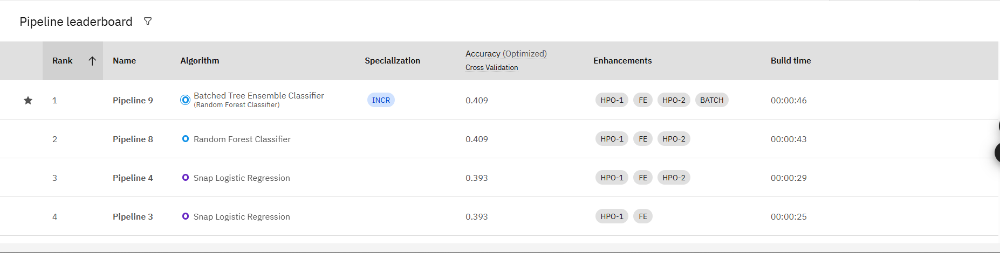 Pipeline leaderboard
Rank Name Algorithm Specialization Accuracy (Optimized) Enhancements Build time
Cross Validation
1 Pipeline 9 Batched Tree Ensemble Classifier INCR 0.409 HPO-1 FE HPO-2 BATCH 00:00:46
(Random Forest Classifier)
2 Pipeline 8 Random Forest Classifier 0.409 HPO-1 FE HPO-2 00:00:43
3 Pipeline 4 Snap Logistic Regression 0.393 HPO-1 FE HPO-2 00:00:29
4 Pipeline 3 Snap Logistic Regression 0.393 HPO-1 FE 00:00:25